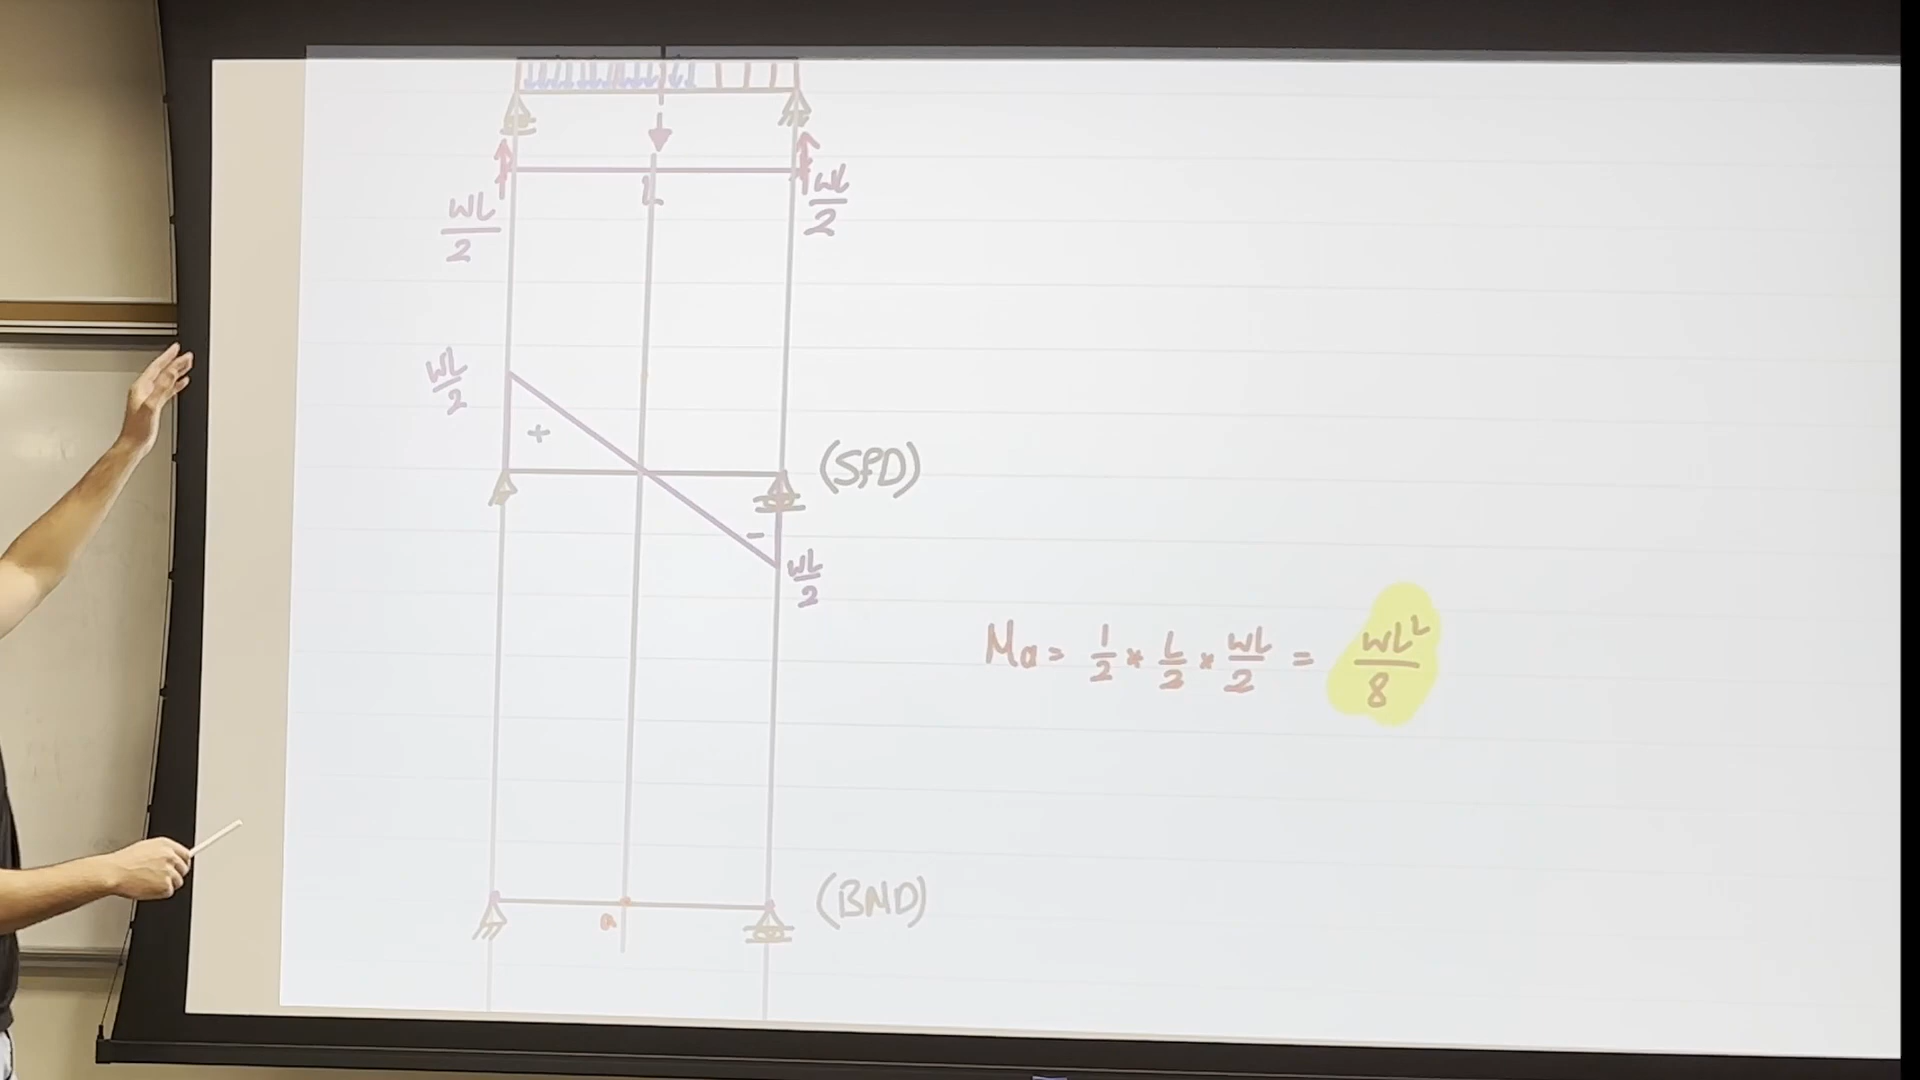 L
WL/2
WL/2
WL/2
+
(SFD)
-
WL/2
Ma = 1/2 * L/2 * WL/2 = WL²/8
(BMD)
a